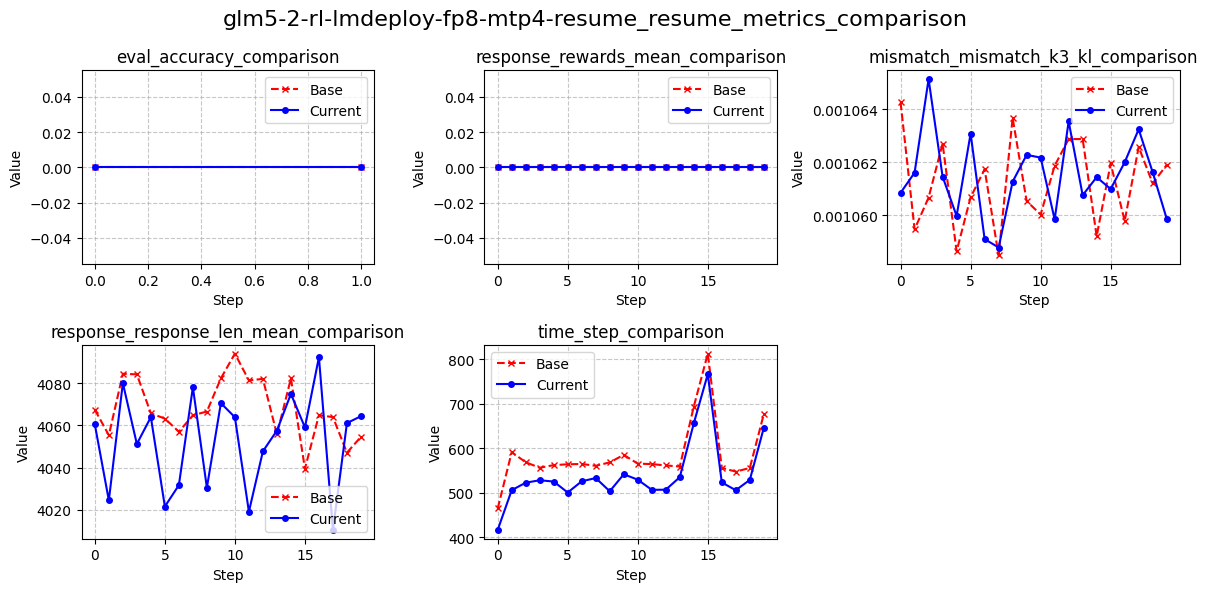 glm5-2-rl-lmdeploy-fp8-mtp4-resume_resume_metrics_comparison
eval_accuracy_comparison
Value
0.04
0.02
0.00
−0.02
−0.04
Base
Current
0.0 0.2 0.4 0.6 0.8 1.0
Step
response_rewards_mean_comparison
Value
0.04
0.02
0.00
−0.02
−0.04
Base
Current
0 5 10 15
Step
mismatch_mismatch_k3_kl_comparison
Value
0.001064
0.001062
0.001060
Base
Current
0 5 10 15
Step
response_response_len_mean_comparison
Value
4080
4060
4040
4020
Base
Current
0 5 10 15
Step
time_step_comparison
Value
800
700
600
500
400
Base
Current
0 5 10 15
Step